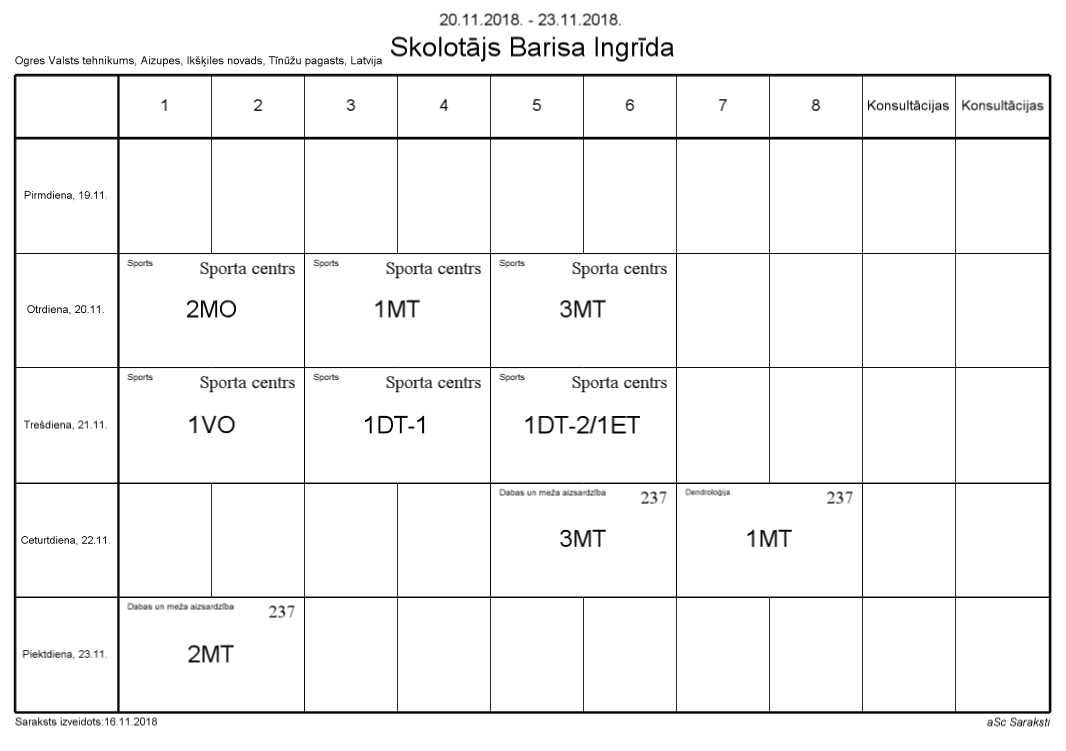 20.11.2018. - 23.11.2018.
Skolotājs Barisa Ingrīda
Ogres Valsts tehnikums, Aizupes, Ikšķiles novads, Tīnūžu pagasts, Latvija
1 2 3 4 5 6 7 8 Konsultācijas Konsultācijas
Pirmdiena, 19.11.
Sports Sporta centrs Sports Sporta centrs Sports Sporta centrs
Otrdiena, 20.11. 2MO 1MT 3MT
Sports Sporta centrs Sports Sporta centrs Sports Sporta centrs
Trešdiena, 21.11. 1VO 1DT-1 1DT-2/1ET
Dabas un meža aizsardzība 237 Dendroloģija 237
Ceturtdiena, 22.11. 3MT 1MT
Dabas un meža aizsardzība 237
Piektdiena, 23.11. 2MT
Saraksts izveidots:16.11.2018 aSc Saraksti